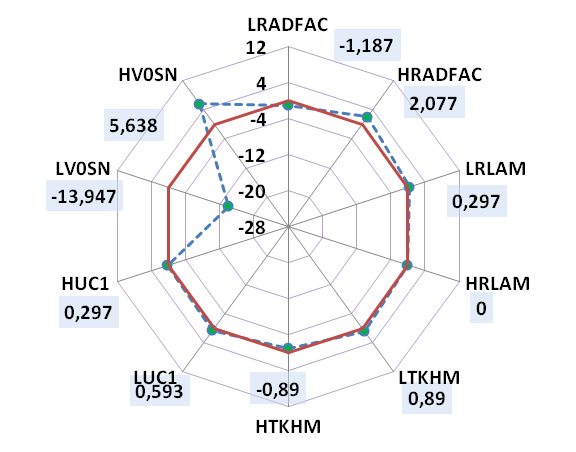 LRADFAC
12
-1,187
HV0SN
4
HRADFAC
2,077
5,638
-4
-12
LV0SN
LRLAM
-13,947
-20
0,297
-28
HUC1
HRLAM
0,297
0
LUC1
0,593
-0,89
LTKHM
0,89
HTKHM